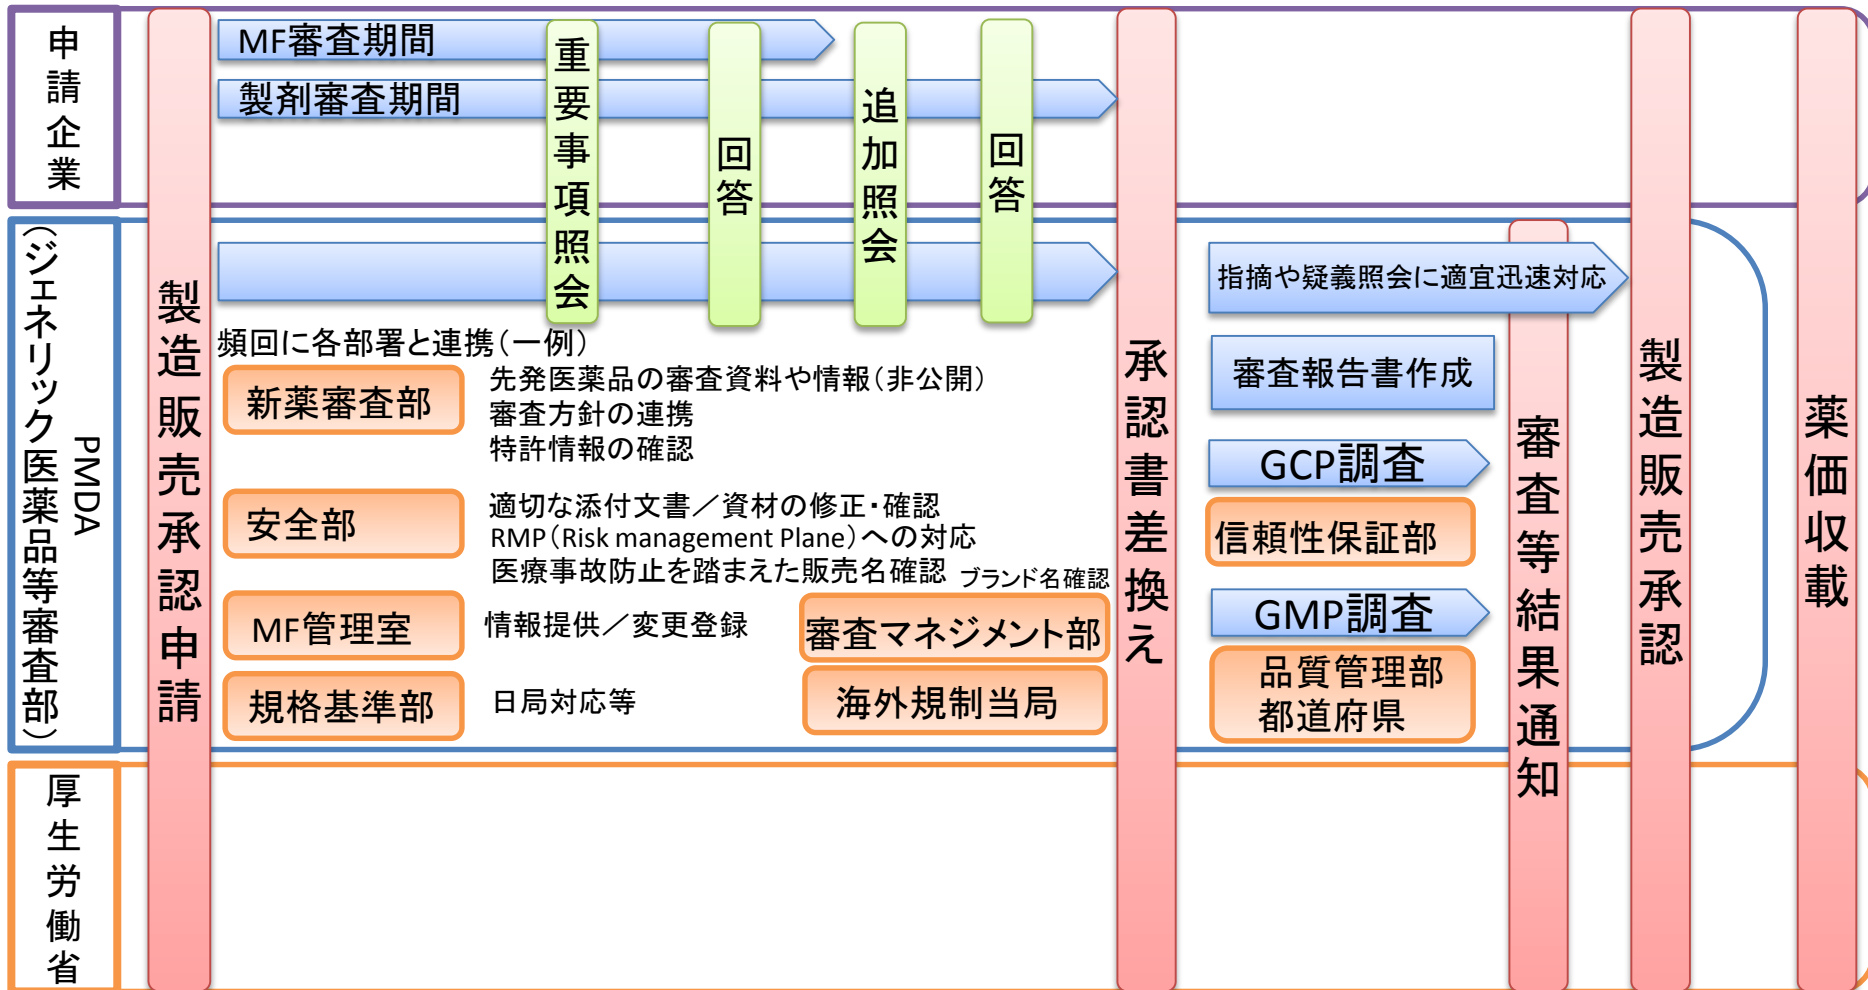 申請企業
製造販売承認申請
MF審査期間
製剤審査期間
重要事項照会
回答
追加照会
回答
承認書差換え
製造販売承認
薬価収載
PMDA
(ジェネリック医薬品等審査部)
指摘や疑義照会に適宜迅速対応
審査等結果通知
頻回に各部署と連携(一例)
新薬審査部
先発医薬品の審査資料や情報(非公開)
審査方針の連携
特許情報の確認
安全部
適切な添付文書/資材の修正・確認
RMP(Risk management Plane)への対応
医療事故防止を踏まえた販売名確認
ブランド名確認
MF管理室
情報提供/変更登録
審査マネジメント部
規格基準部
日局対応等
海外規制当局
審査報告書作成
GCP調査
信頼性保証部
GMP調査
品質管理部
都道府県
厚生労働省